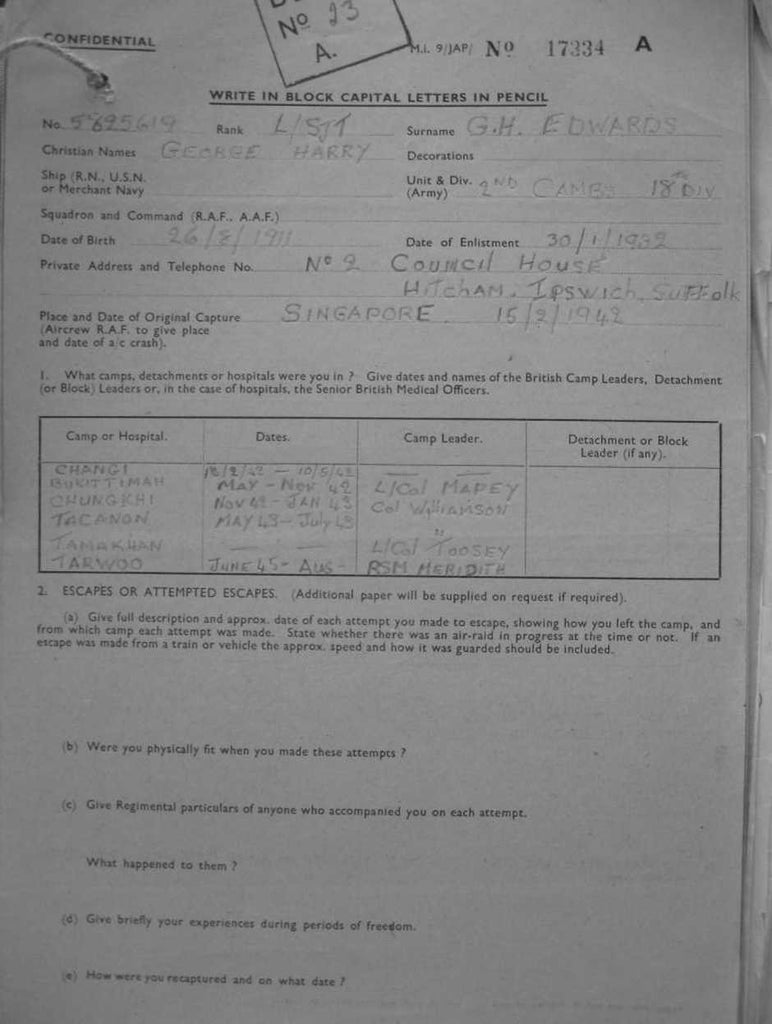 No 23
A.
CONFIDENTIAL
M.I. 9/JAP/ No 17334 A
WRITE IN BLOCK CAPITAL LETTERS IN PENCIL
No. Rank L/SJT Surname G.H. EDWARDS
Christian Names GEORGE HARRY Decorations
Ship (R.N., U.S.N. or Merchant Navy
Unit & Div. (Army) 2ND CAMBS 18th DIV
Squadron and Command (R.A.F., A.A.F.)
Date of Birth 26/8/1911 Date of Enlistment 30/1/1932
Private Address and Telephone No. No 2 COUNCIL HOUSE
HITCHAM, IPSWICH, SUFFOLK
Place and Date of Original Capture SINGAPORE 15/2/1942
(Aircrew R.A.F. to give place
and date of a/c crash).
1. What camps, detachments or hospitals were you in ? Give dates and names of the British Camp Leaders, Detachment
(or Block) Leaders or, in the case of hospitals, the Senior British Medical Officers.
Camp or Hospital. Dates. Camp Leader. Detachment or Block
Leader (if any).
CHANGI — 10/5/42 — —
BUKIT TIMAH MAY – NOV '42 L/Col MAPEY
CHUNGKHI NOV 42 – JAN 43 Col WILLIAMSON
TACANON MAY 43 – July 43 "
TAMAKHAN — — L/Col TOOSEY
TARWOO JUNE 45 – AUG – RSM MERIDITH
2. ESCAPES OR ATTEMPTED ESCAPES. (Additional paper will be supplied on request if required).
(a) Give full description and approx. date of each attempt you made to escape, showing how you left the camp, and
from which camp each attempt was made. State whether there was an air-raid in progress at the time or not. If an
escape was made from a train or vehicle the approx. speed and how it was guarded should be included.
(b) Were you physically fit when you made these attempts ?
(c) Give Regimental particulars of anyone who accompanied you on each attempt.
What happened to them ?
(d) Give briefly your experiences during periods of freedom.
(e) How were you recaptured and on what date ?